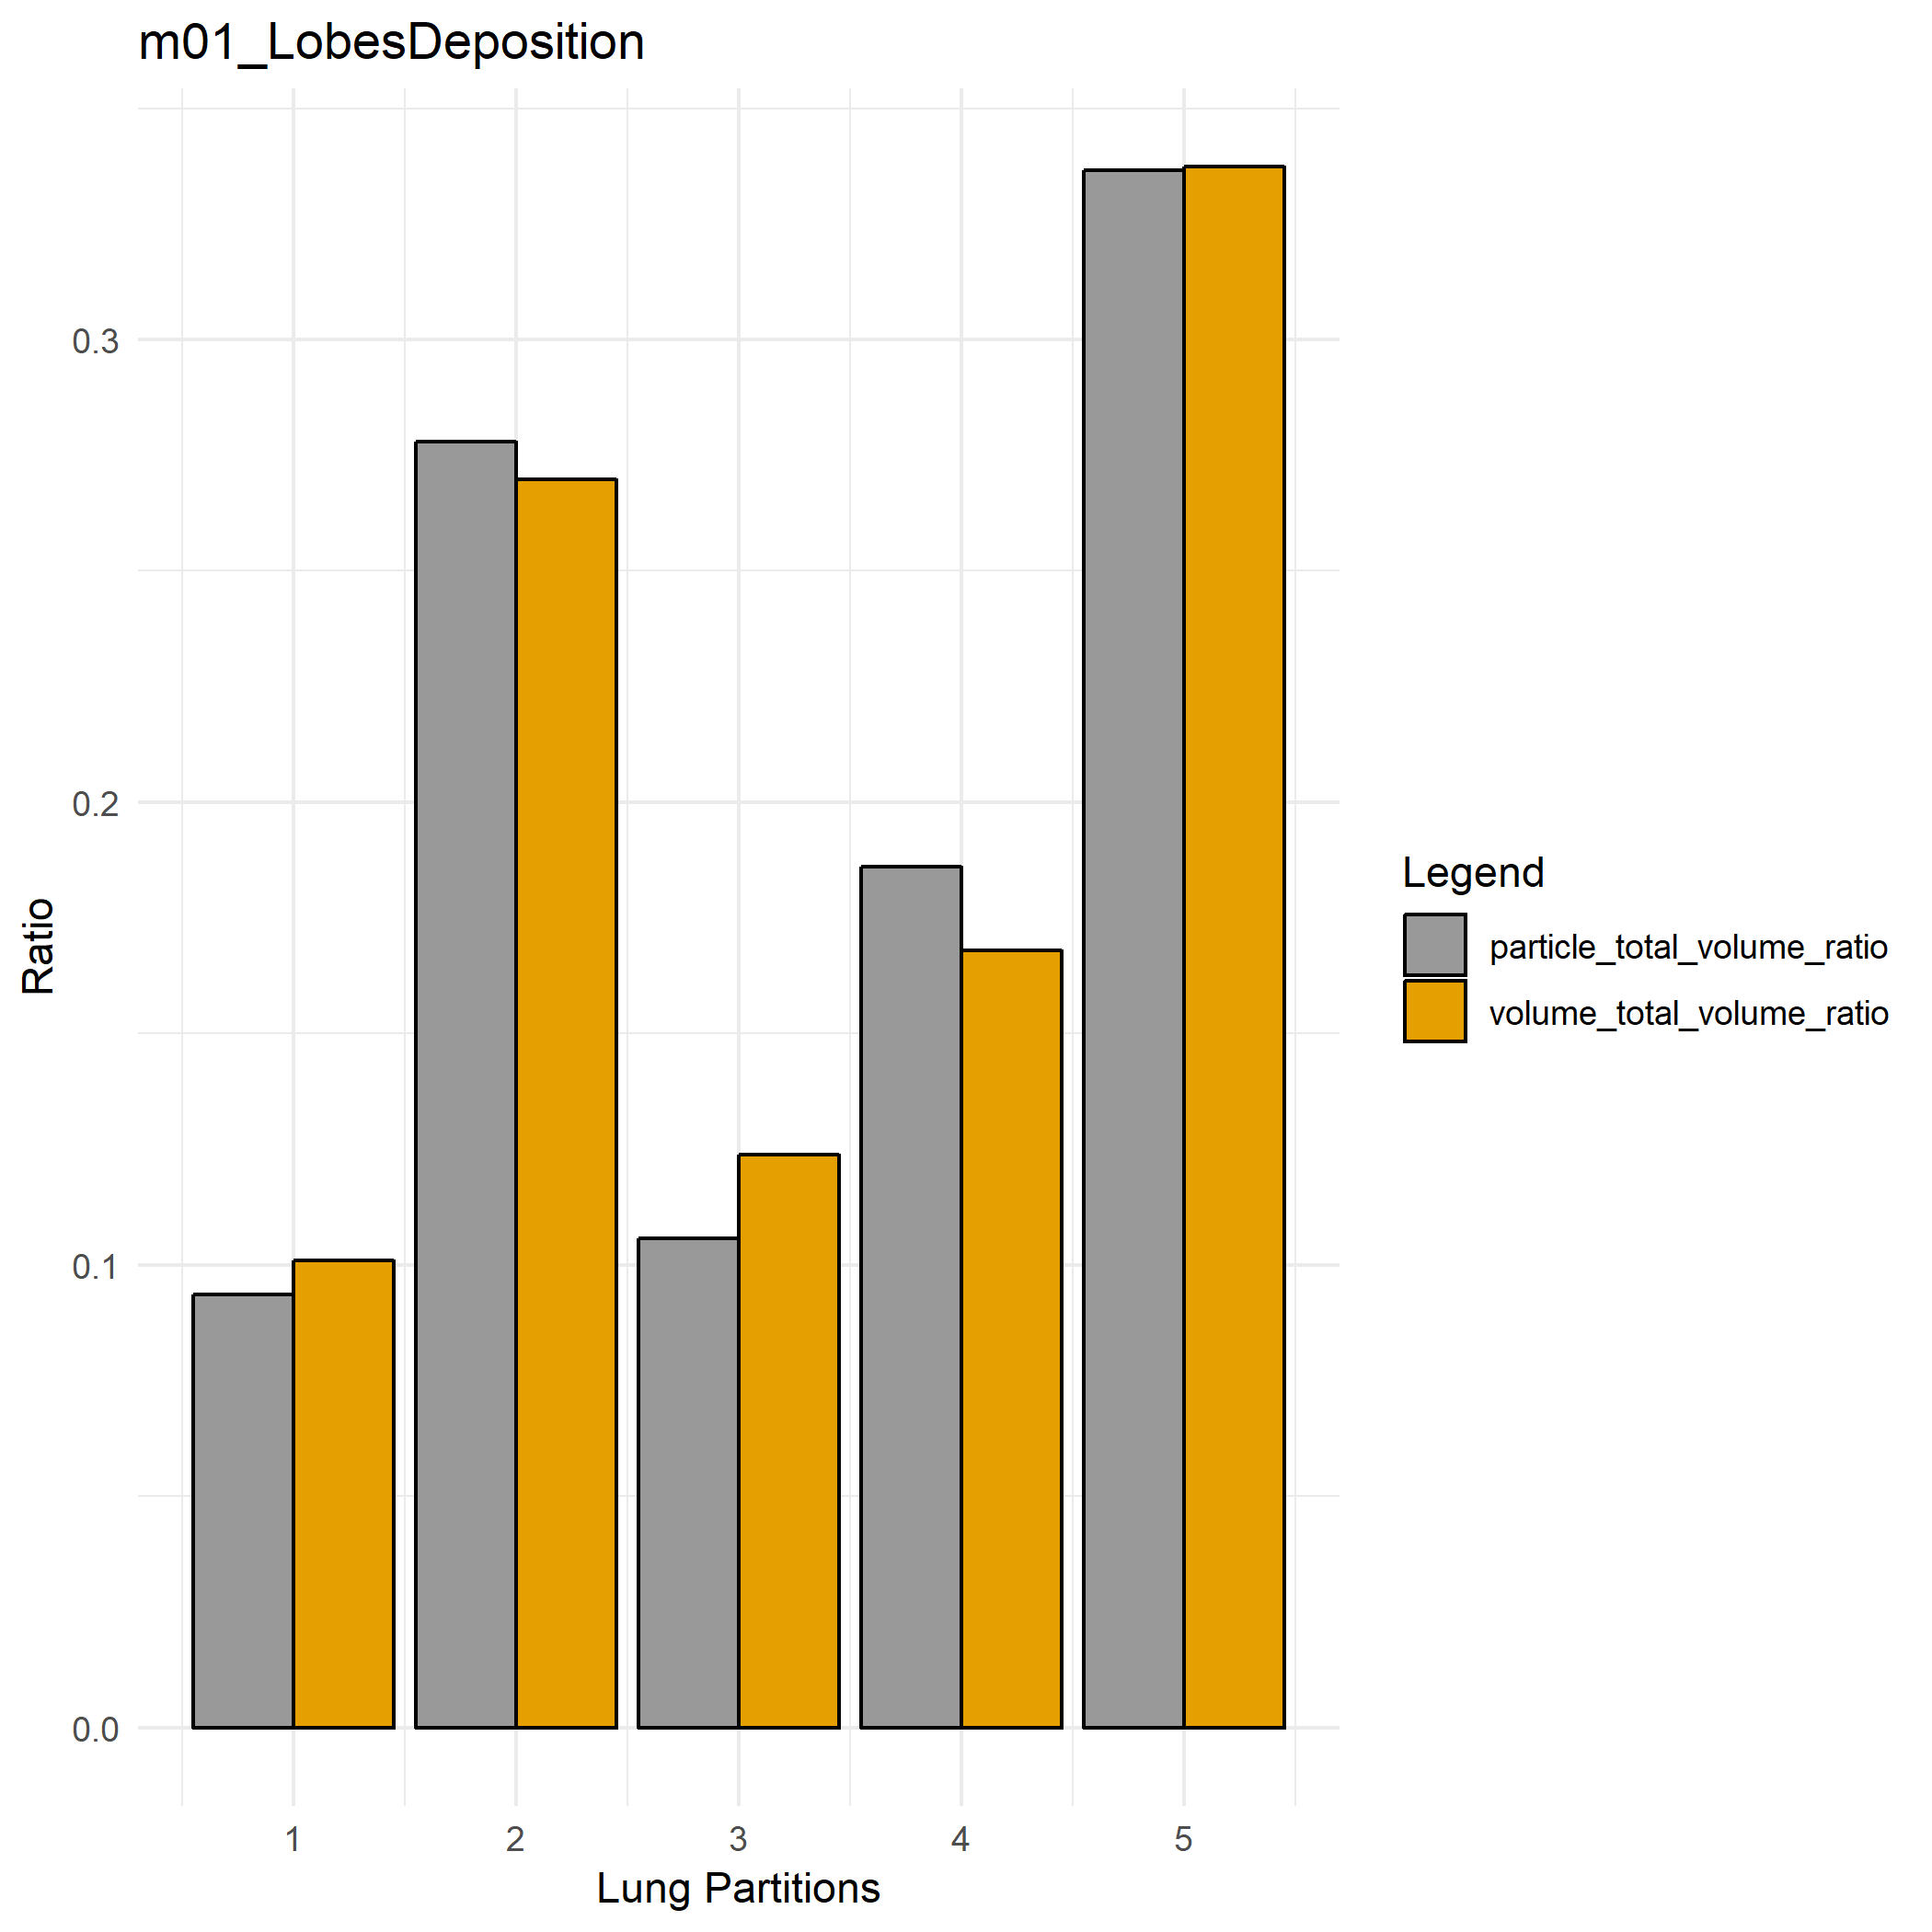 m01_LobesDeposition
Ratio
0.3
0.2
0.1
0.0
1 2 3 4 5
Lung Partitions
Legend
particle_total_volume_ratio
volume_total_volume_ratio